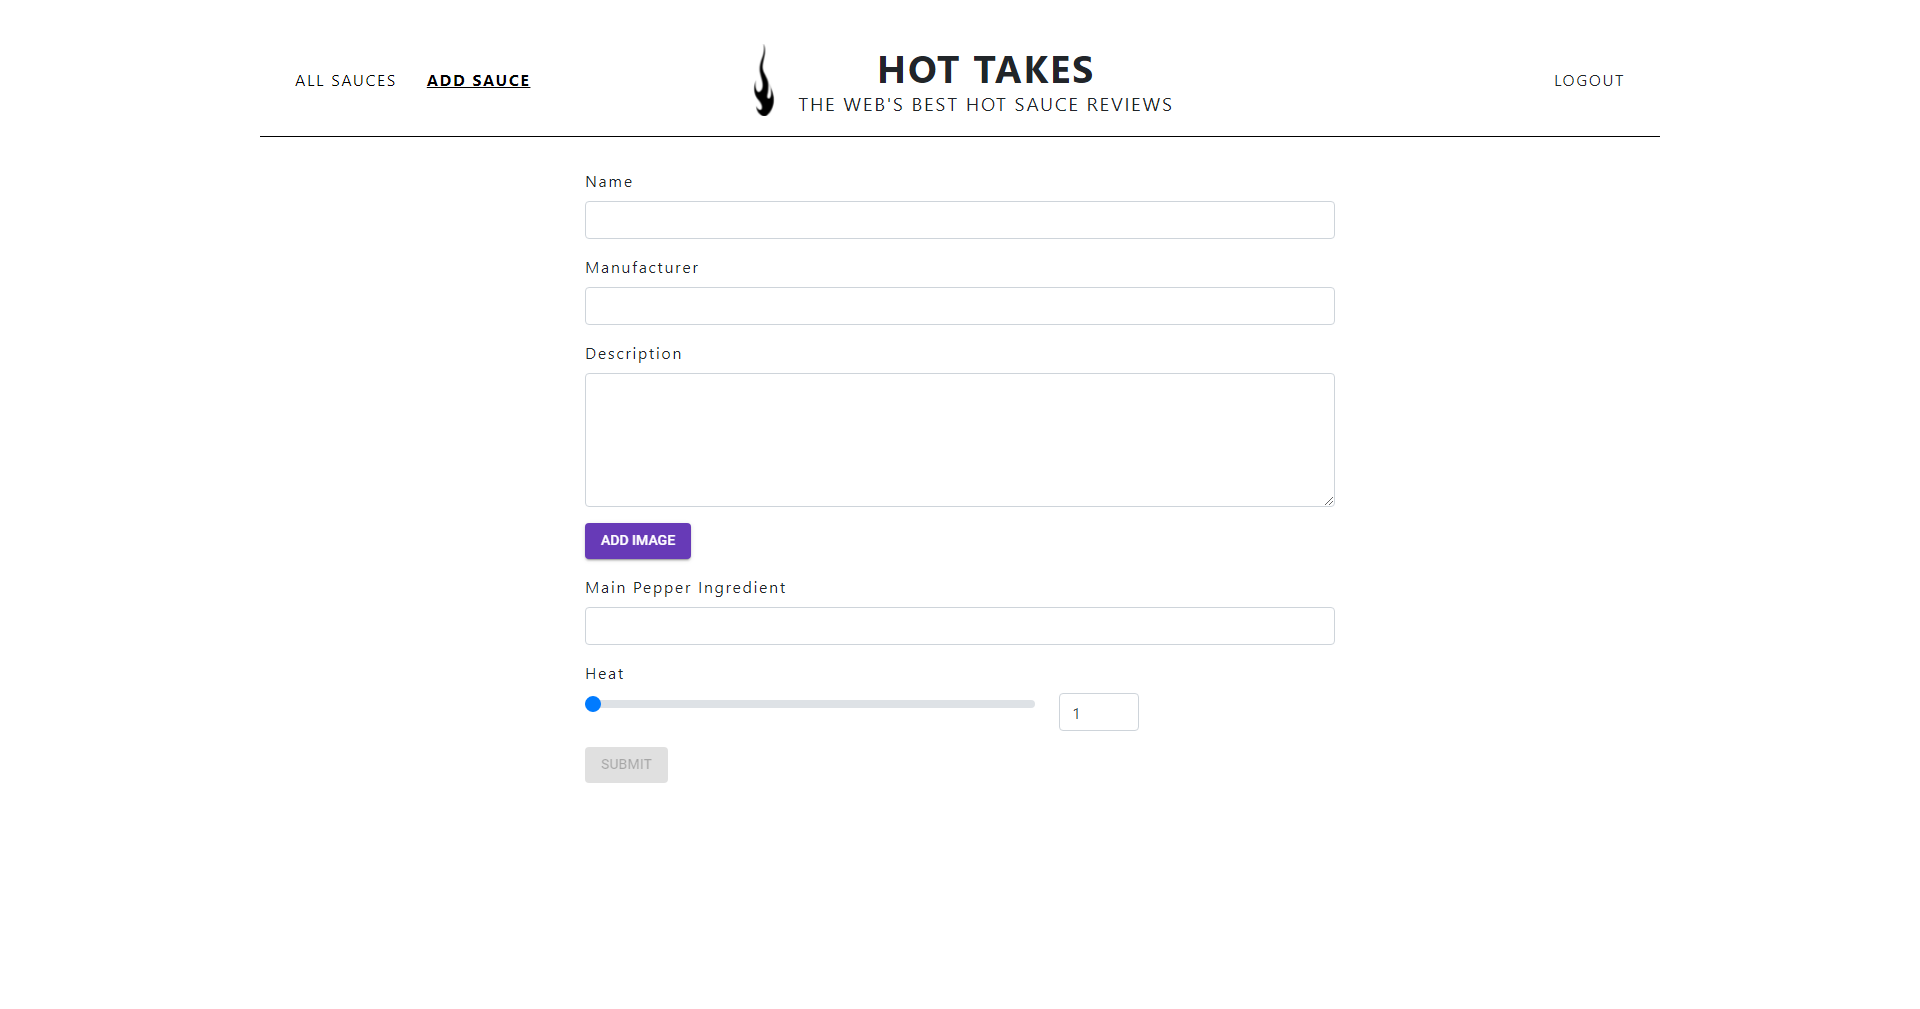 ALL SAUCES
ADD SAUCE
HOT TAKES
THE WEB'S BEST HOT SAUCE REVIEWS
LOGOUT
Name
Manufacturer
Description
ADD IMAGE
Main Pepper Ingredient
Heat
1
SUBMIT